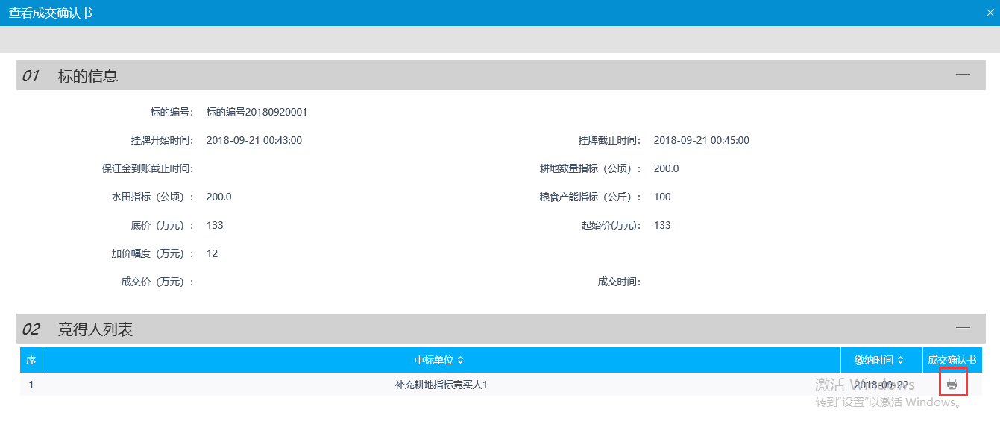 查看成交确认书
01 标的信息
标的编号： 标的编号20180920001
挂牌开始时间： 2018-09-21 00:43:00 挂牌截止时间： 2018-09-21 00:45:00
保证金到账截止时间： 耕地数量指标（公顷）： 200.0
水田指标（公顷）： 200.0 粮食产能指标（公斤）： 100
底价（万元）： 133 起始价(万元)： 133
加价幅度（万元）： 12
成交价（万元）： 成交时间：
02 竞得人列表
序 中标单位 缴纳时间 成交确认书
1 补充耕地指标竞买人1 2018-09-22
激活 Windows
转到"设置"以激活 Windows。